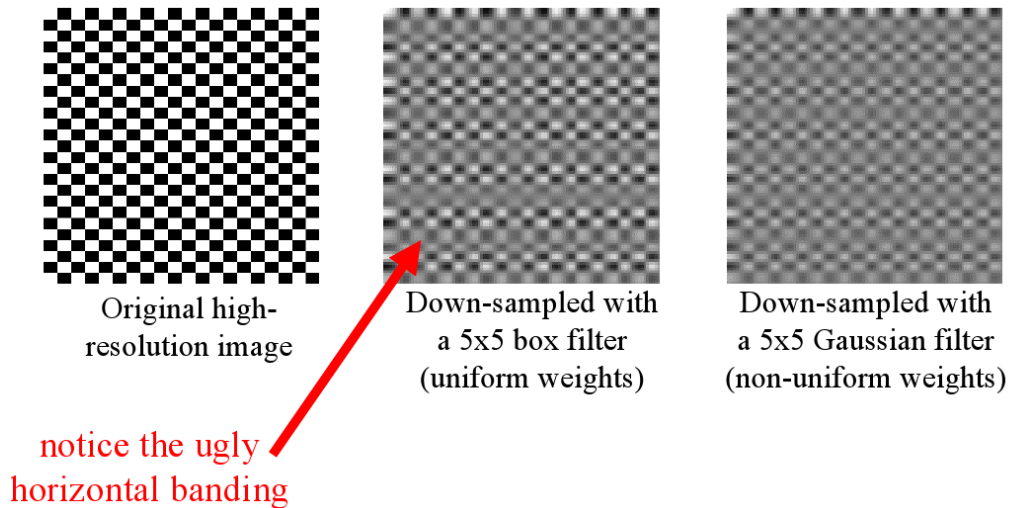 Original high-
resolution image
Down-sampled with
a 5x5 box filter
(uniform weights)
Down-sampled with
a 5x5 Gaussian filter
(non-uniform weights)
notice the ugly
horizontal banding